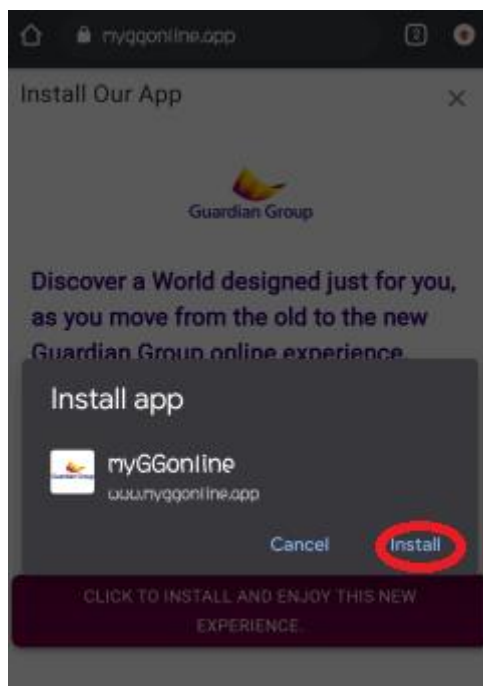 myggonline.app
2
Install Our App
Guardian Group
Discover a World designed just for you,
as you move from the old to the new
Guardian Group online experience
Install app
myGGonline
www.myggonline.app
Cancel
Install
CLICK TO INSTALL AND ENJOY THIS NEW
EXPERIENCE.